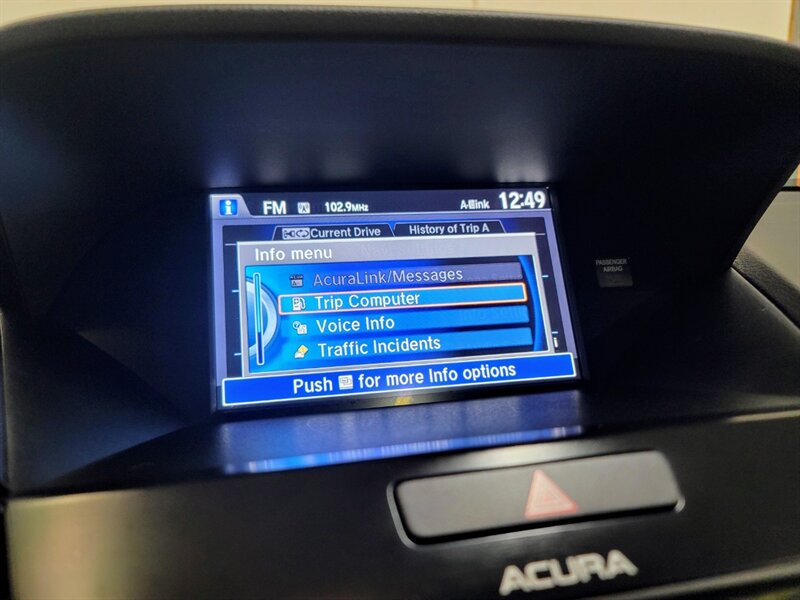 FM 102.9MHz A-Link 12:49
Current Drive History of Trip A
Info menu
AcuraLink/Messages
Trip Computer
Voice Info
Traffic Incidents
Push for more Info options
PASSENGER
AIRBAG
ACURA